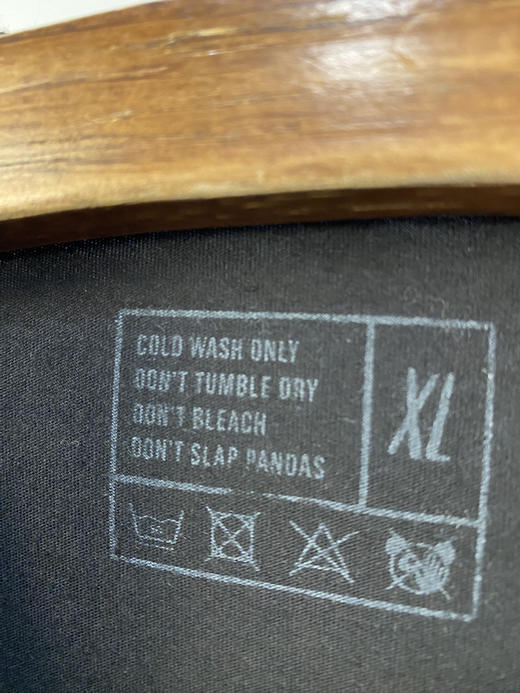 COLD WASH ONLY
DON'T TUMBLE DRY
DON'T BLEACH
DON'T SLAP PANDAS
XL